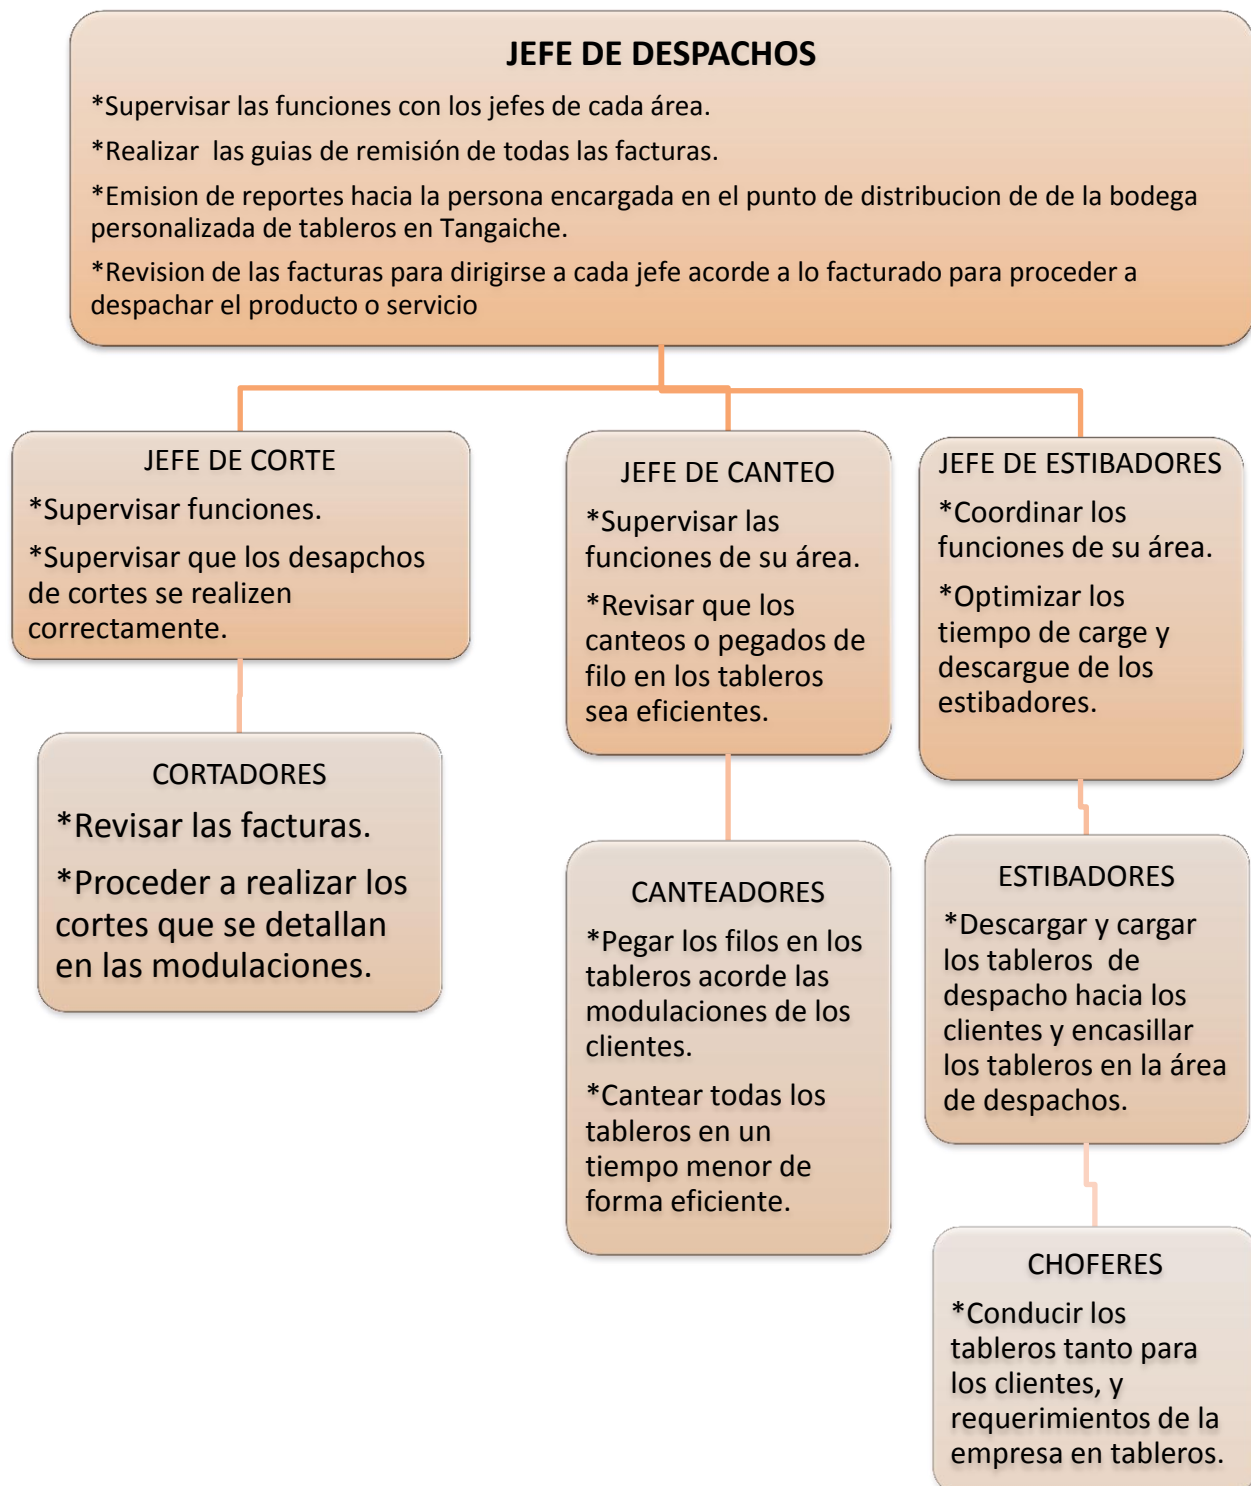 JEFE DE DESPACHOS
*Supervisar las funciones con los jefes de cada área.
*Realizar las guias de remisión de todas las facturas.
*Emision de reportes hacia la persona encargada en el punto de distribucion de de la bodega
personalizada de tableros en Tangaiche.
*Revision de las facturas para dirigirse a cada jefe acorde a lo facturado para proceder a
despachar el producto o servicio
JEFE DE CORTE
*Supervisar funciones.
*Supervisar que los desapchos
de cortes se realizen
correctamente.
CORTADORES
*Revisar las facturas.
*Proceder a realizar los
cortes que se detallan
en las modulaciones.
JEFE DE CANTEO
*Supervisar las
funciones de su área.
*Revisar que los
canteos o pegados de
filo en los tableros
sea eficientes.
CANTEADORES
*Pegar los filos en los
tableros acorde las
modulaciones de los
clientes.
*Cantear todas los
tableros en un
tiempo menor de
forma eficiente.
JEFE DE ESTIBADORES
*Coordinar los
funciones de su área.
*Optimizar los
tiempo de carge y
descargue de los
estibadores.
ESTIBADORES
*Descargar y cargar
los tableros de
despacho hacia los
clientes y encasillar
los tableros en la área
de despachos.
CHOFERES
*Conducir los
tableros tanto para
los clientes, y
requerimientos de la
empresa en tableros.